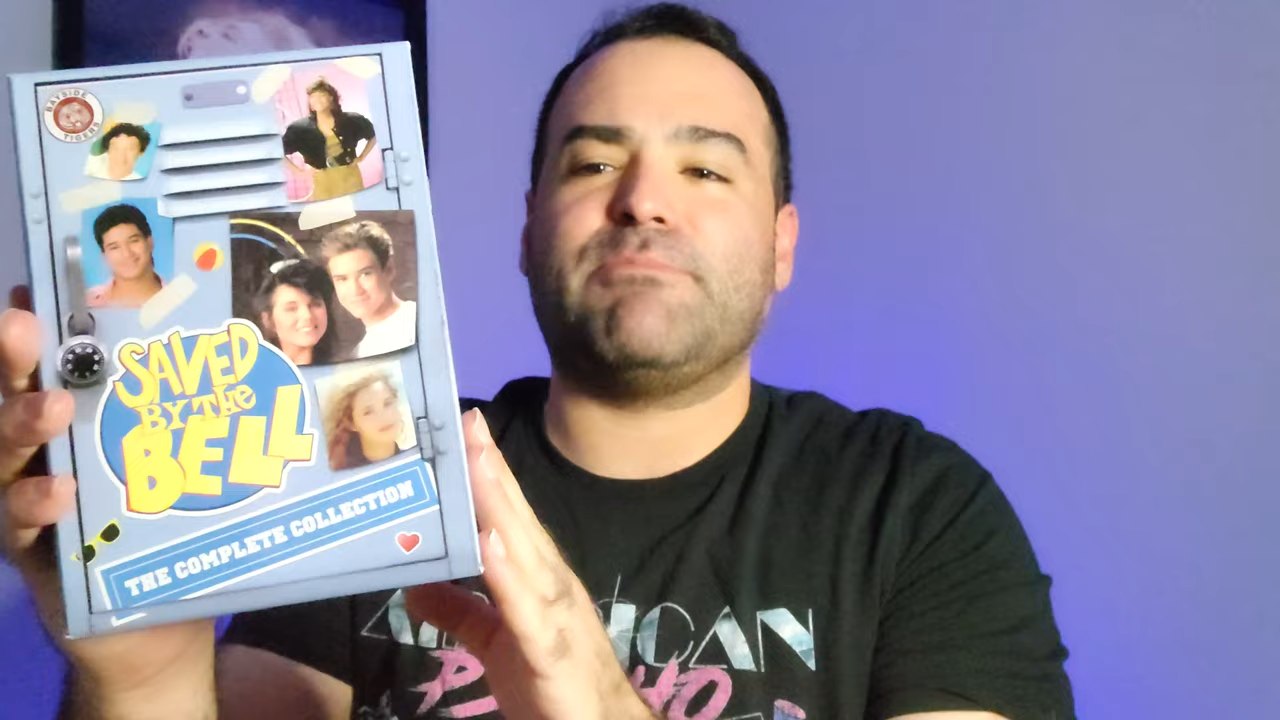 BAYSIDE
TIGERS
SAVED
BY THE
BELL
THE COMPLETE COLLECTION